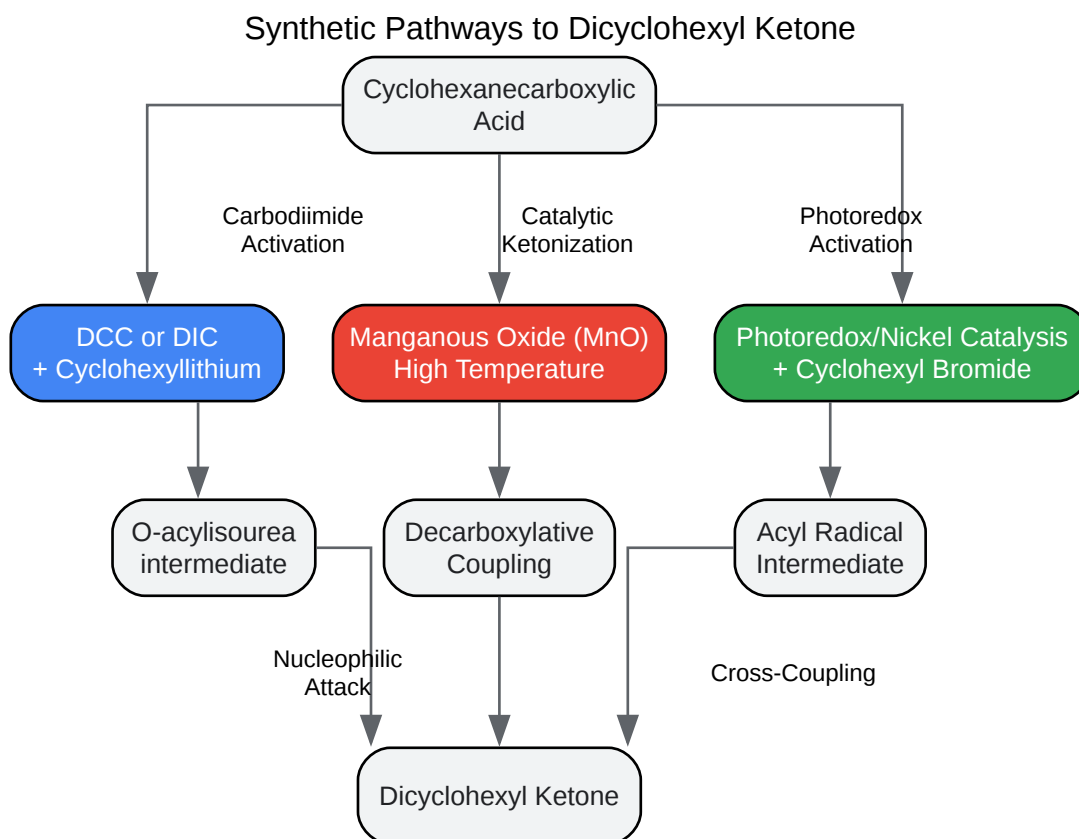 Synthetic Pathways to Dicyclohexyl Ketone
Cyclohexanecarboxylic
Acid
Carbodiimide
Activation
Catalytic
Ketonization
Photoredox
Activation
DCC or DIC
+ Cyclohexyllithium
Manganous Oxide (MnO)
High Temperature
Photoredox/Nickel Catalysis
+ Cyclohexyl Bromide
O-acylisourea
intermediate
Decarboxylative
Coupling
Acyl Radical
Intermediate
Nucleophilic
Attack
Cross-Coupling
Dicyclohexyl Ketone